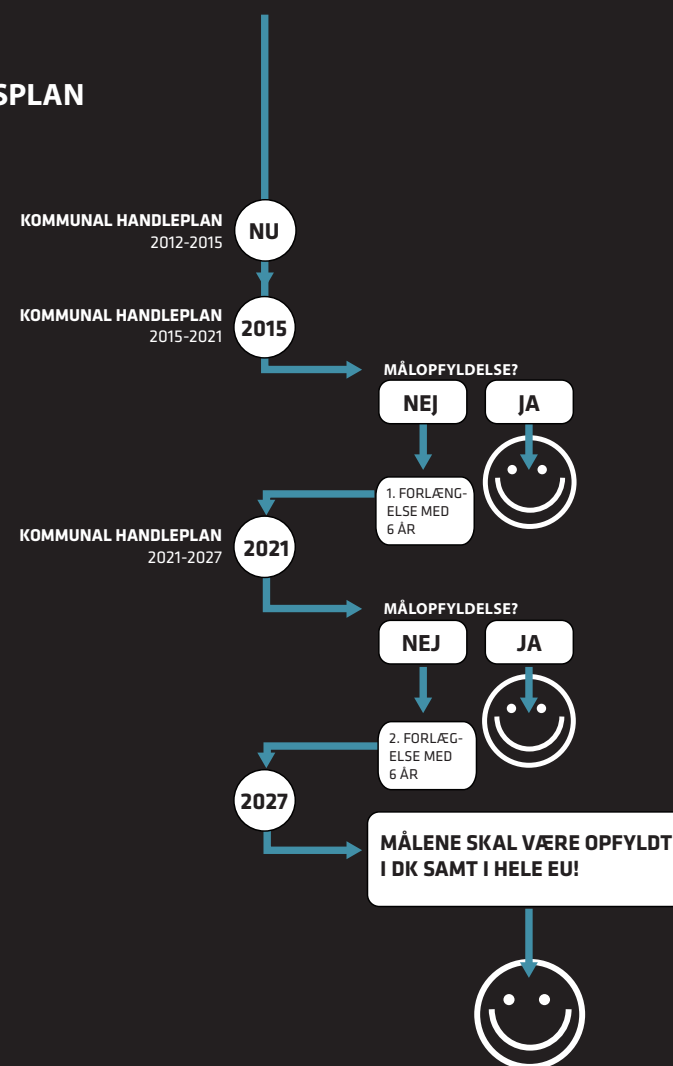 SPLAN
KOMMUNAL HANDLEPLAN
2012-2015
NU
KOMMUNAL HANDLEPLAN
2015-2021
2015
MÅLOPFYLDELSE?
NEJ
JA
1. FORLÆNG-
ELSE MED
6 ÅR
KOMMUNAL HANDLEPLAN
2021-2027
2021
MÅLOPFYLDELSE?
NEJ
JA
2. FORLÆG-
ELSE MED
6 ÅR
2027
MÅLENE SKAL VÆRE OPFYLDT
I DK SAMT I HELE EU!